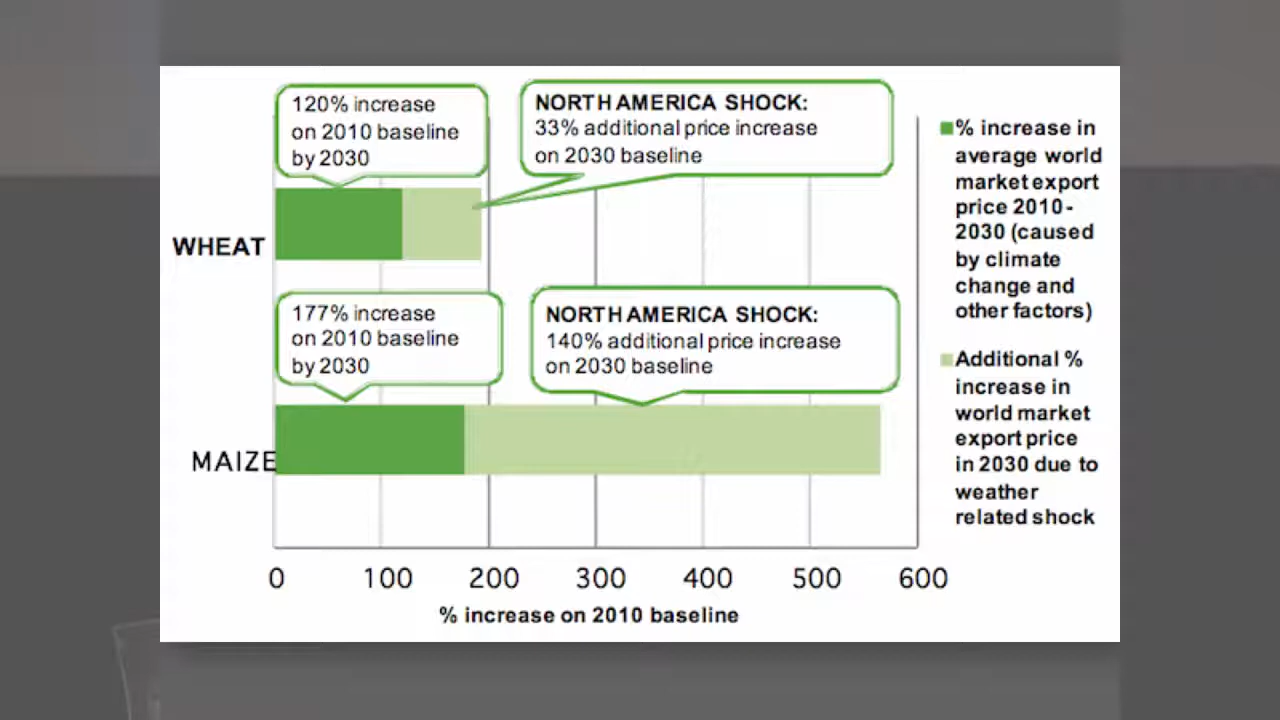 120% increase
on 2010 baseline
by 2030
NORTH AMERICA SHOCK:
33% additional price increase
on 2030 baseline
WHEAT
177% increase
on 2010 baseline
by 2030
NORTH AMERICA SHOCK:
140% additional price increase
on 2030 baseline
MAIZE
0 100 200 300 400 500 600
% increase on 2010 baseline
% increase in
average world
market export
price 2010-
2030 (caused
by climate
change and
other factors)
Additional %
increase in
world market
export price
in 2030 due to
weather
related shock